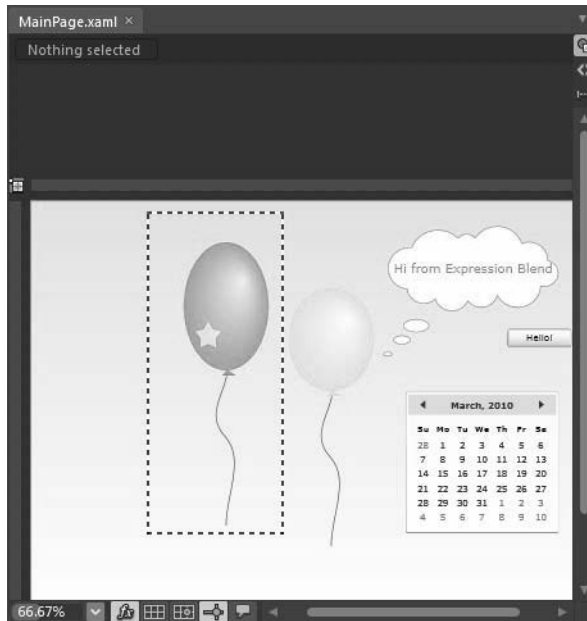 MainPage.xaml ×
Nothing selected
Hi from Expression Blend
Hello!
March, 2010
Su Mo Tu We Th Fr Sa
28 1 2 3 4 5 6
7 8 9 10 11 12 13
14 15 16 17 18 19 20
21 22 23 24 25 26 27
28 29 30 31 1 2 3
4 5 6 7 8 9 10
66.67%
fx